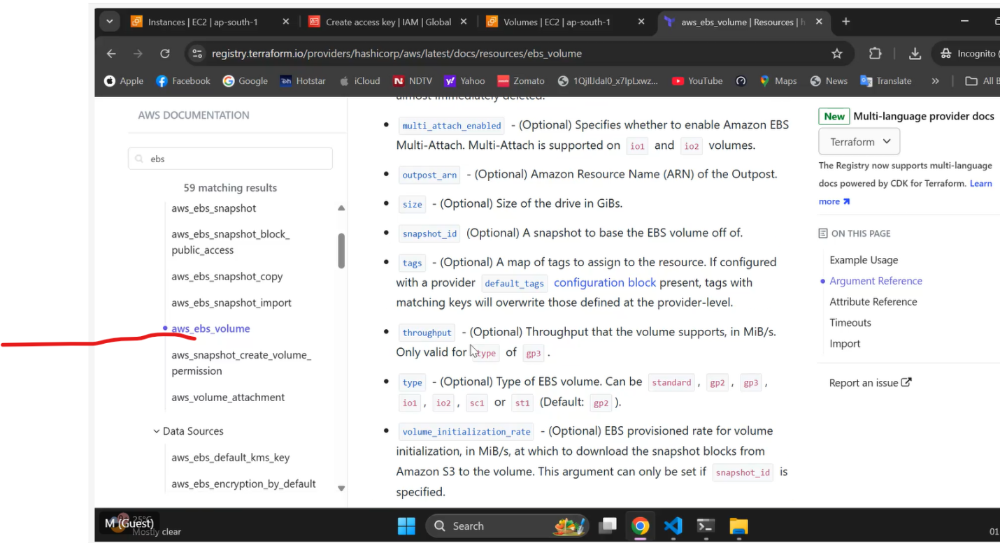 Instances | EC2 | ap-south-1
Create access key | IAM | Global
Volumes | EC2 | ap-south-1
aws_ebs_volume | Resources | h
registry.terraform.io/providers/hashicorp/aws/latest/docs/resources/ebs_volume
Incognito (
Apple Facebook Google Hotstar iCloud NDTV Yahoo Zomato 1QjlUdal0_x7IpLxwz... YouTube Maps News Translate » All B
AWS DOCUMENTATION
ebs
59 matching results
aws_ebs_snapshot
aws_ebs_snapshot_block_
public_access
aws_ebs_snapshot_copy
aws_ebs_snapshot_import
aws_ebs_volume
aws_snapshot_create_volume_
permission
aws_volume_attachment
Data Sources
aws_ebs_default_kms_key
aws_ebs_encryption_by_default
almost immediately deleted.
multi_attach_enabled - (Optional) Specifies whether to enable Amazon EBS
Multi-Attach. Multi-Attach is supported on io1 and io2 volumes.
outpost_arn - (Optional) Amazon Resource Name (ARN) of the Outpost.
size - (Optional) Size of the drive in GiBs.
snapshot_id (Optional) A snapshot to base the EBS volume off of.
tags - (Optional) A map of tags to assign to the resource. If configured
with a provider default_tags configuration block present, tags with
matching keys will overwrite those defined at the provider-level.
throughput - (Optional) Throughput that the volume supports, in MiB/s.
Only valid for type of gp3 .
type - (Optional) Type of EBS volume. Can be standard , gp2 , gp3 ,
io1 , io2 , sc1 or st1 (Default: gp2 ).
volume_initialization_rate - (Optional) EBS provisioned rate for volume
initialization, in MiB/s, at which to download the snapshot blocks from
Amazon S3 to the volume. This argument can only be set if snapshot_id is
specified.
New Multi-language provider docs
Terraform
The Registry now supports multi-language
docs powered by CDK for Terraform. Learn
more
ON THIS PAGE
Example Usage
Argument Reference
Attribute Reference
Timeouts
Import
Report an issue
M (Guest)
25°C
Mostly clear
Search
01